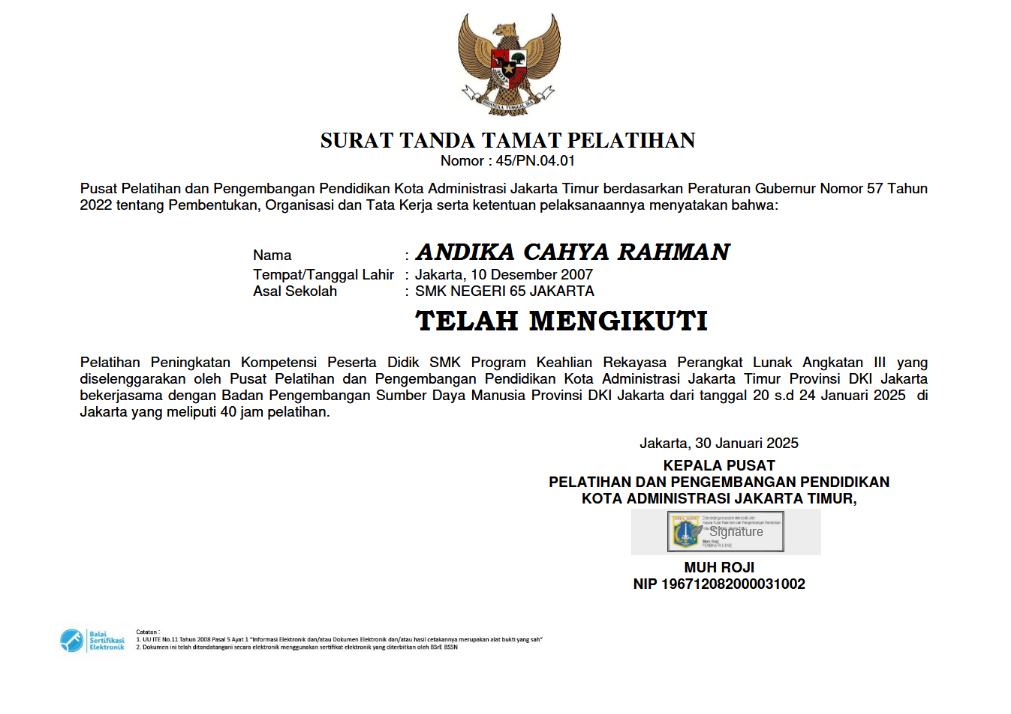 SURAT TANDA TAMAT PELATIHAN
Nomor : 45/PN.04.01
Pusat Pelatihan dan Pengembangan Pendidikan Kota Administrasi Jakarta Timur berdasarkan Peraturan Gubernur Nomor 57 Tahun
2022 tentang Pembentukan, Organisasi dan Tata Kerja serta ketentuan pelaksanaannya menyatakan bahwa:
Nama : ANDIKA CAHYA RAHMAN
Tempat/Tanggal Lahir : Jakarta, 10 Desember 2007
Asal Sekolah : SMK NEGERI 65 JAKARTA
TELAH MENGIKUTI
Pelatihan Peningkatan Kompetensi Peserta Didik SMK Program Keahlian Rekayasa Perangkat Lunak Angkatan III yang
diselenggarakan oleh Pusat Pelatihan dan Pengembangan Pendidikan Kota Administrasi Jakarta Timur Provinsi DKI Jakarta
bekerjasama dengan Badan Pengembangan Sumber Daya Manusia Provinsi DKI Jakarta dari tanggal 20 s.d 24 Januari 2025 di
Jakarta yang meliputi 40 jam pelatihan.
Jakarta, 30 Januari 2025
KEPALA PUSAT
PELATIHAN DAN PENGEMBANGAN PENDIDIKAN
KOTA ADMINISTRASI JAKARTA TIMUR,
Signature
MUH ROJI
NIP 196712082000031002
Balai
Sertifikasi
Elektronik
Catatan :
1. UU ITE No.11 Tahun 2008 Pasal 5 Ayat 1 "Informasi Elektronik dan/atau Dokumen Elektronik dan/atau hasil cetakannya merupakan alat bukti yang sah"
2. Dokumen ini telah ditandatangani secara elektronik menggunakan sertifikat elektronik yang diterbitkan oleh BSrE BSSN